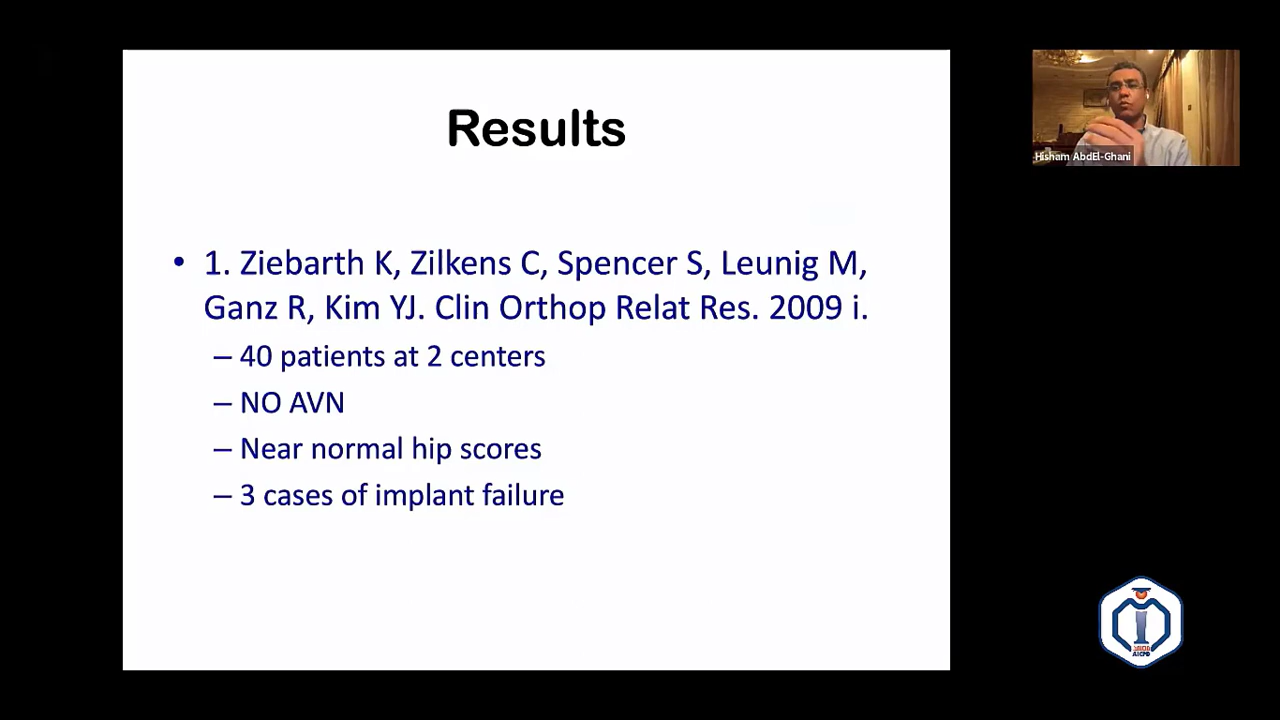 Results
• 1. Ziebarth K, Zilkens C, Spencer S, Leunig M,
Ganz R, Kim YJ. Clin Orthop Relat Res. 2009 i.
– 40 patients at 2 centers
– NO AVN
– Near normal hip scores
– 3 cases of implant failure
Hisham AbdEl-Ghani